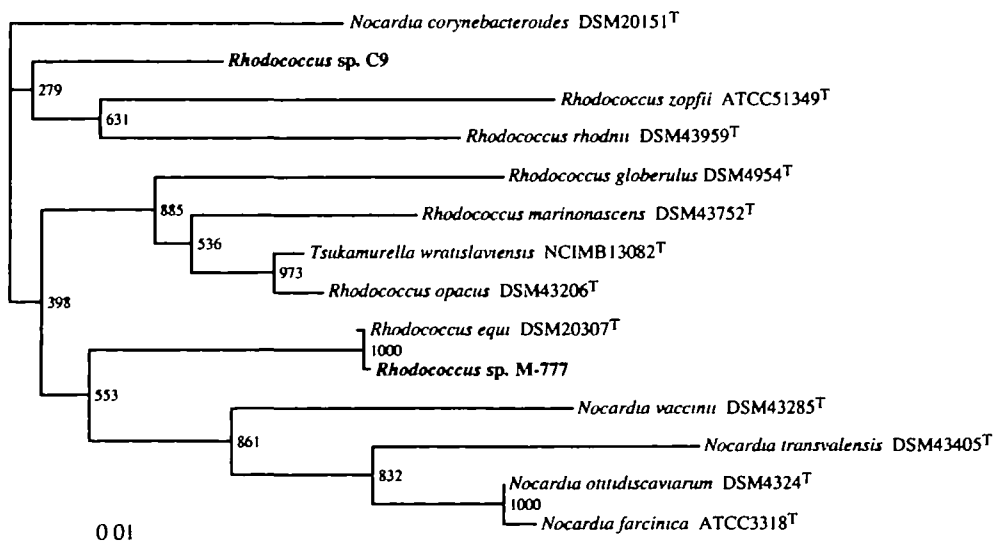 Nocardia corynebacteroides DSM20151T
Rhodococcus sp. C9
279
Rhodococcus zopfii ATCC51349T
631
Rhodococcus rhodnii DSM43959T
Rhodococcus globerulus DSM4954T
885
Rhodococcus marinonascens DSM43752T
536
Tsukamurella wratislaviensis NCIMB13082T
973
Rhodococcus opacus DSM43206T
398
Rhodococcus equi DSM20307T
1000
Rhodococcus sp. M-777
553
Nocardia vaccinii DSM43285T
861
Nocardia transvalensis DSM43405T
832
Nocardia otitidiscaviarum DSM4324T
1000
Nocardia farcinica ATCC3318T
0 01